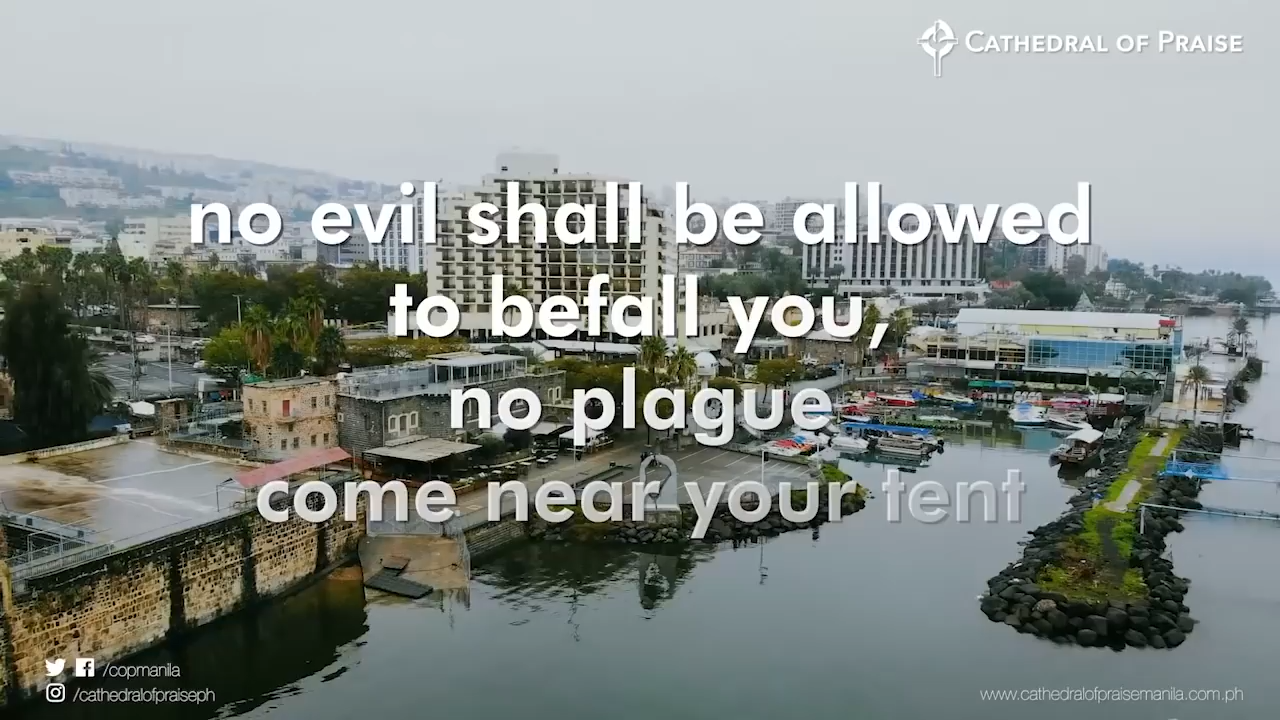 CATHEDRAL OF PRAISE
no evil shall be allowed
to befall you,
no plague
come near your tent
/copmanila
/cathedralofpraiseph
www.cathedralofpraisemanila.com.ph